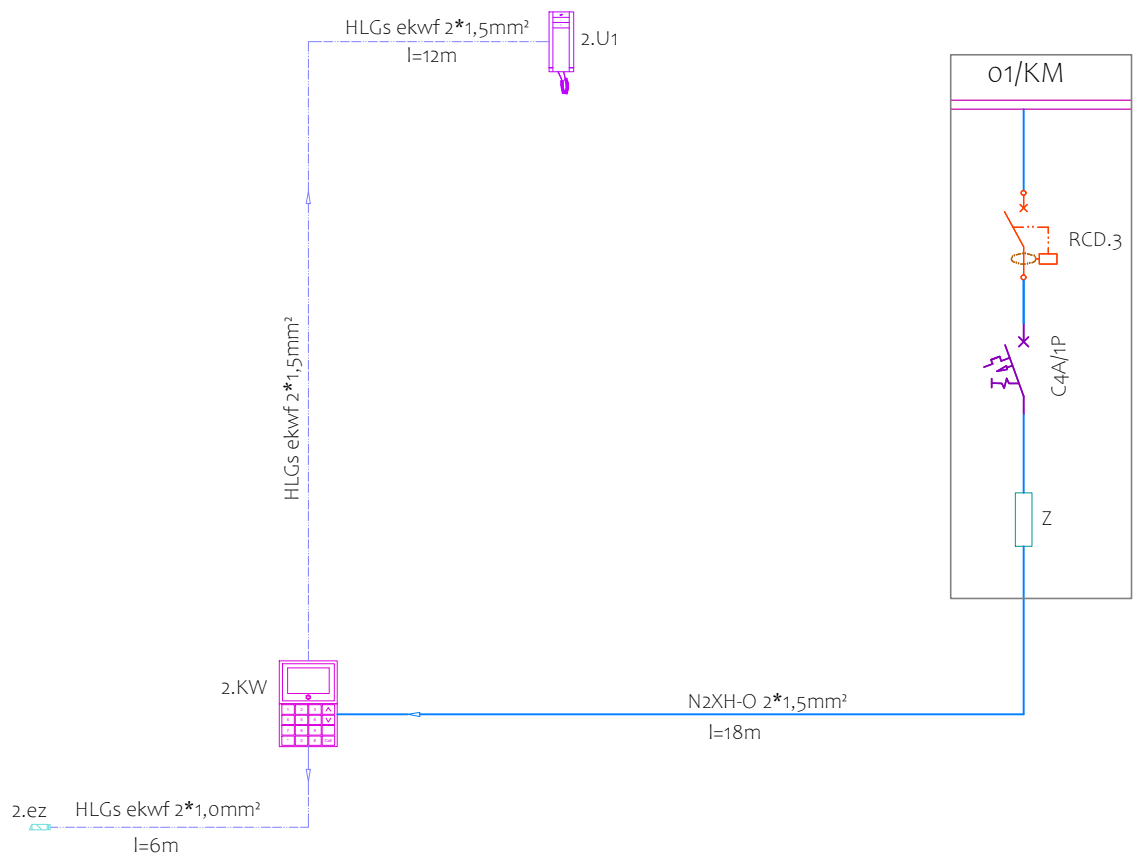 HLGs ekwf 2*1,5mm²
l=12m
2.U1
01/KM
RCD.3
C4A/1P
HLGs ekwf 2*1,5mm²
Z
2.KW
N2XH-O 2*1,5mm²
l=18m
2.ez
HLGs ekwf 2*1,0mm²
l=6m